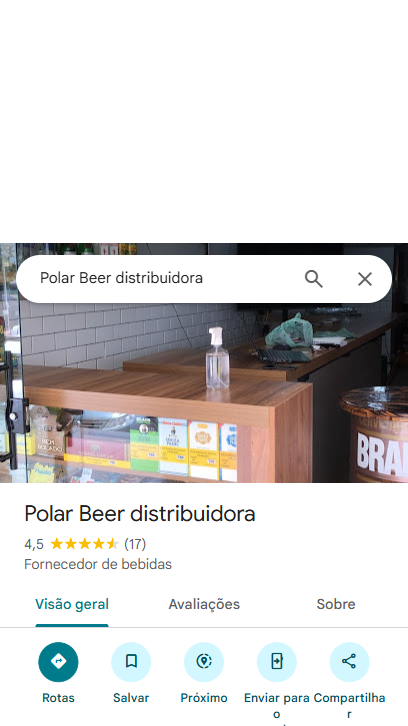 Polar Beer distribuidora
BRA
Polar Beer distribuidora
4,5 (17)
Fornecedor de bebidas
Visão geral Avaliações Sobre
Rotas Salvar Próximo Enviar para o Compartilhar